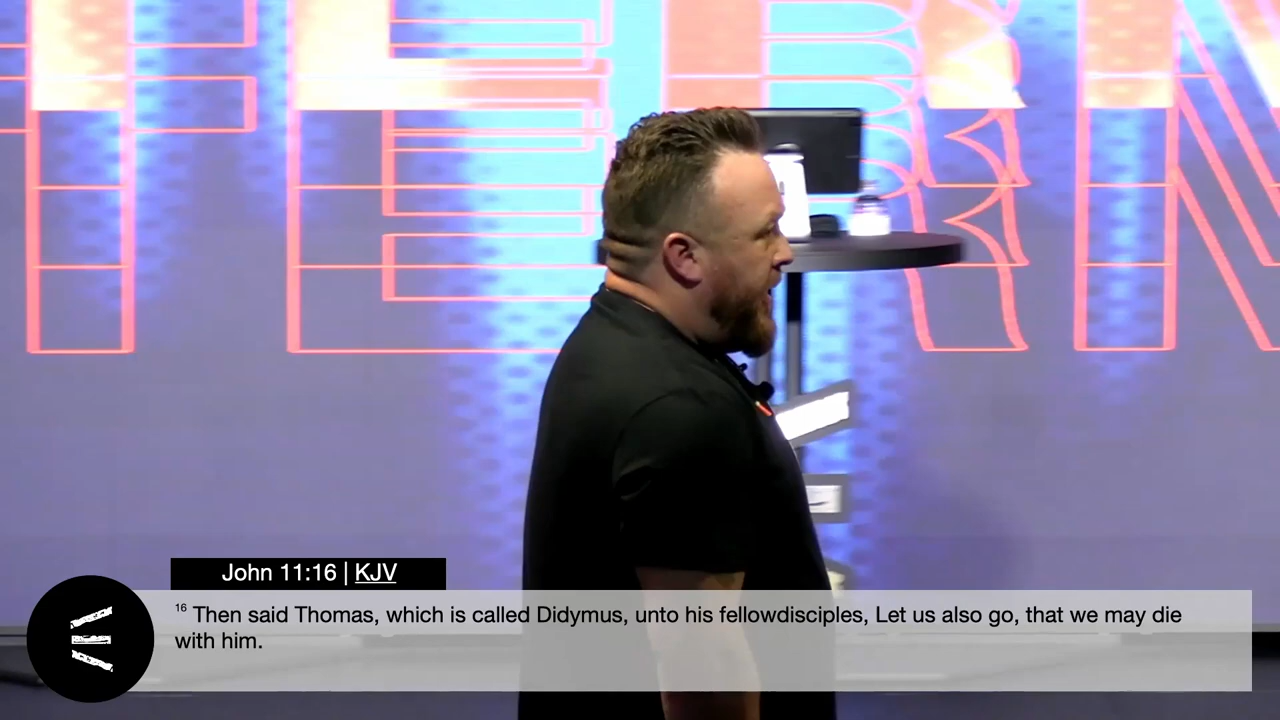 TERN
John 11:16 | KJV
16 Then said Thomas, which is called Didymus, unto his fellowdisciples, Let us also go, that we may die
with him.